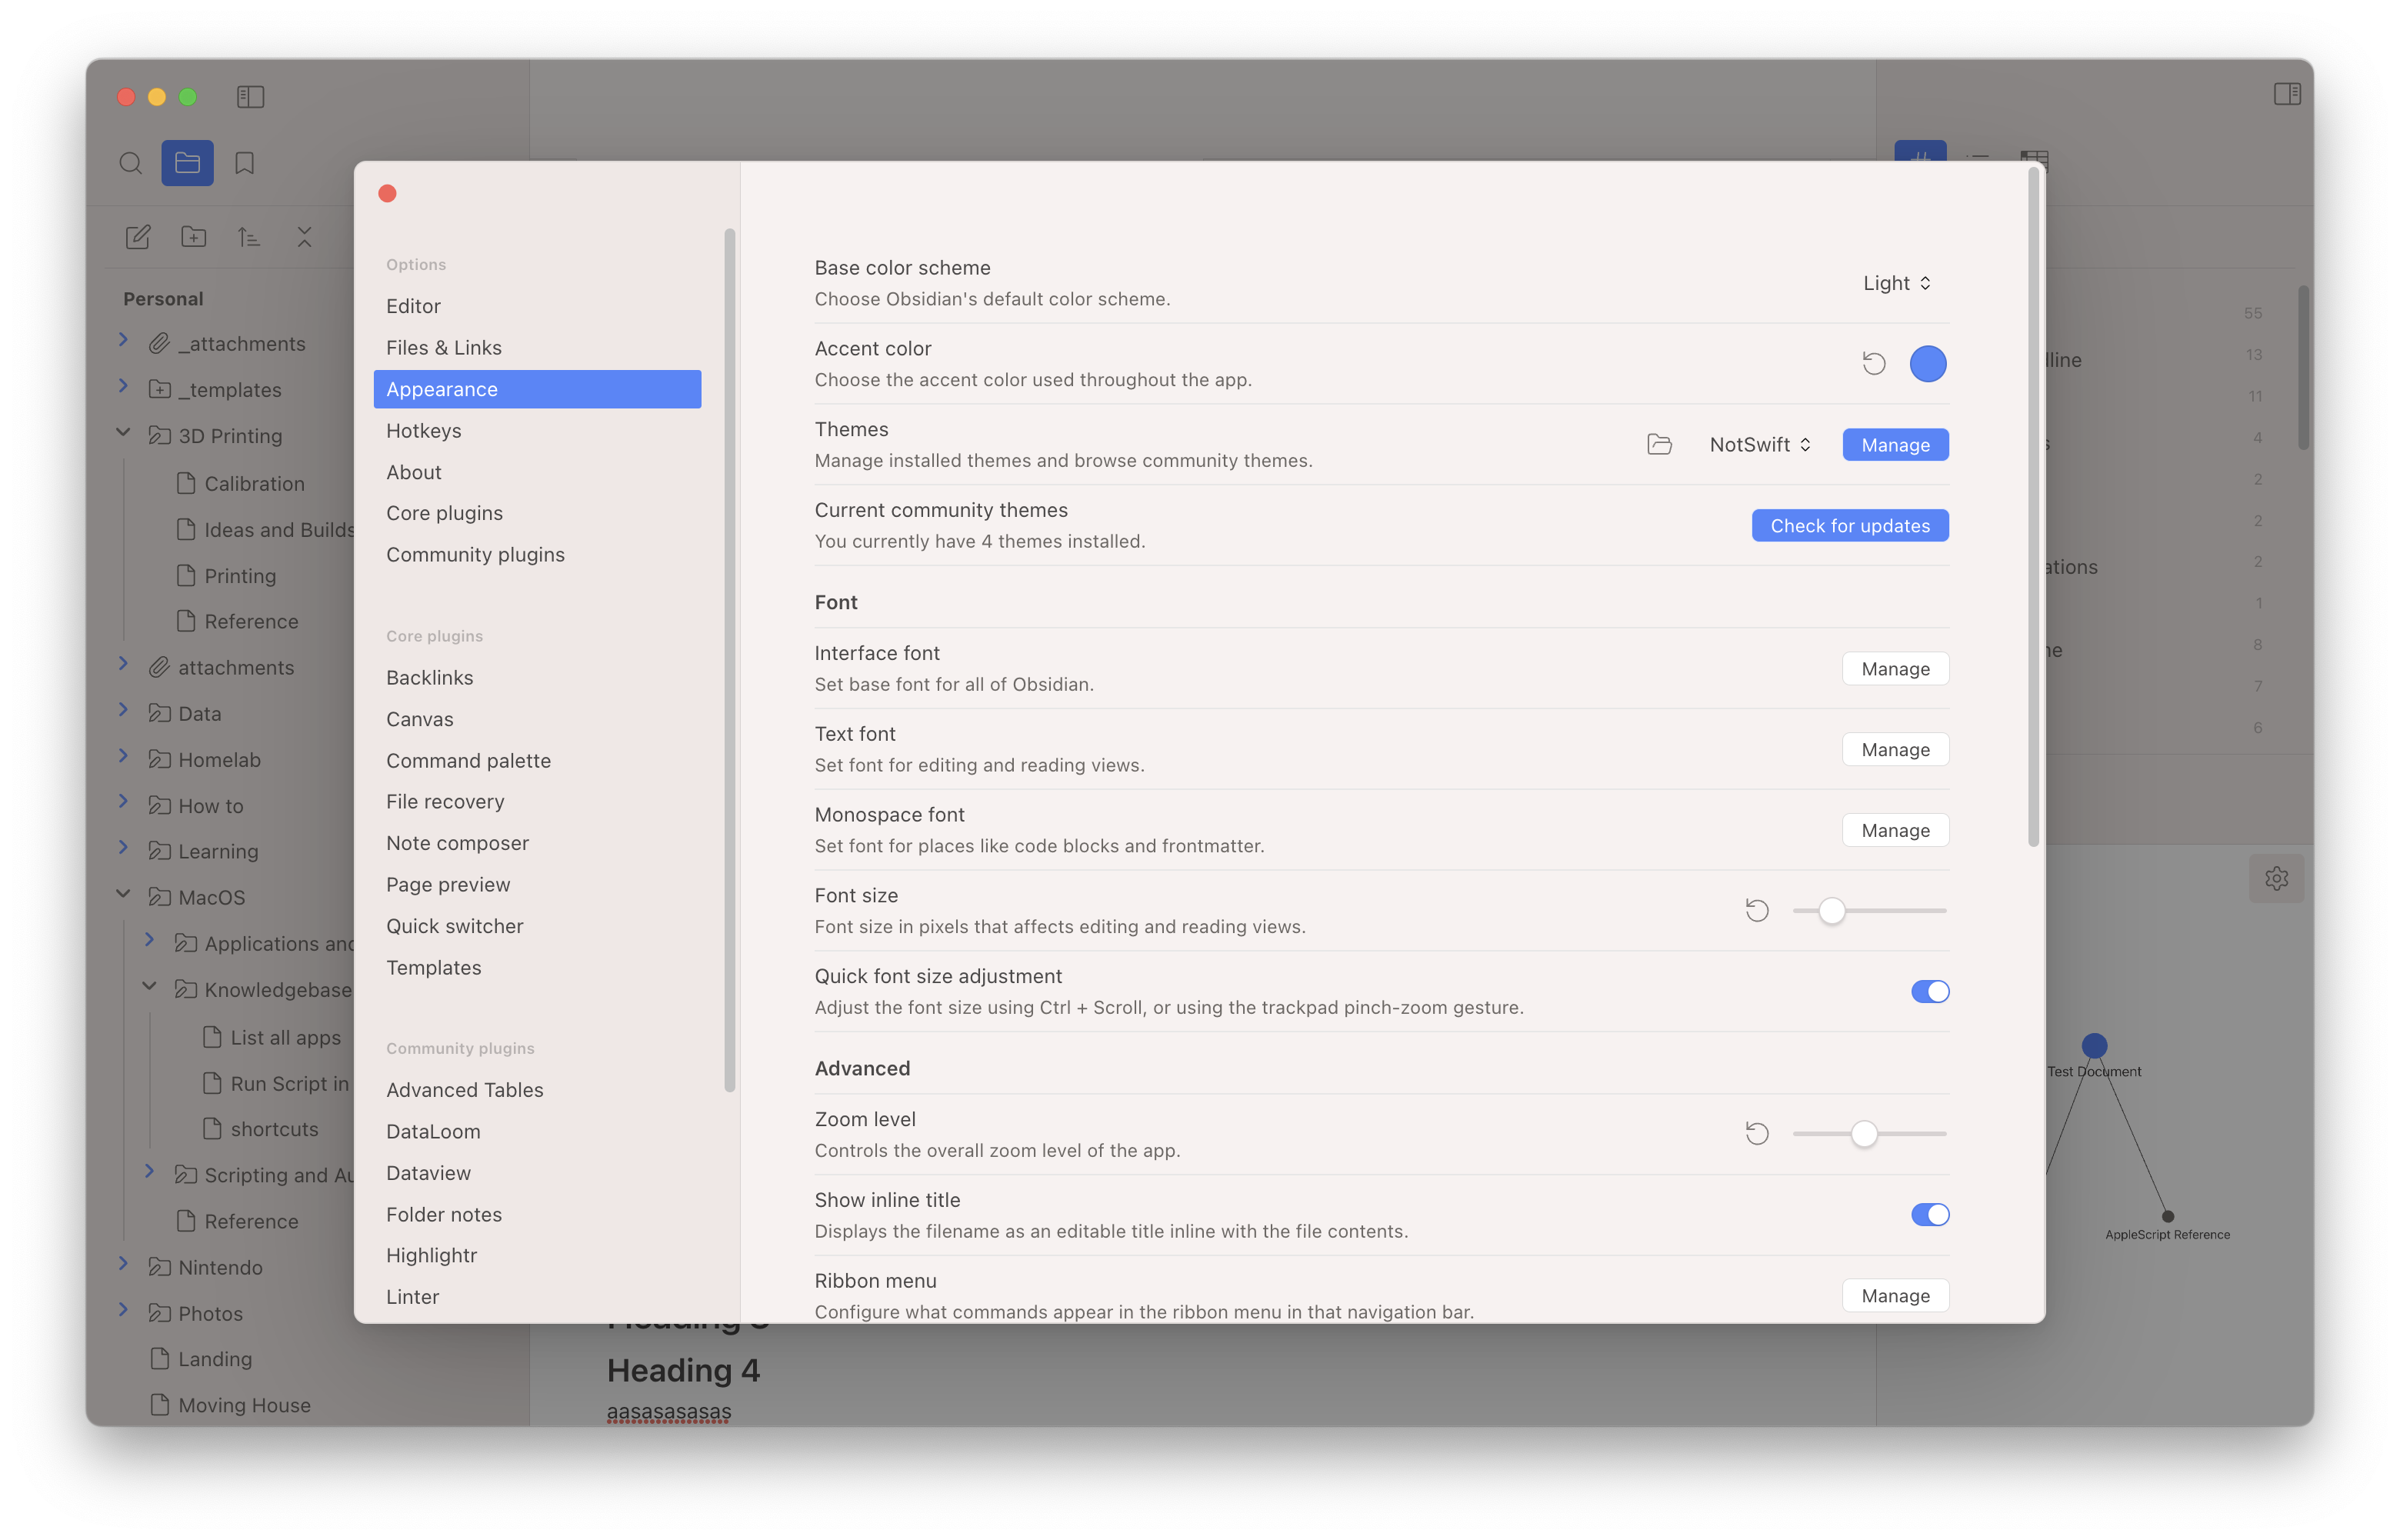 Personal
_attachments
_templates
3D Printing
Calibration
Ideas and Builds
Printing
Reference
attachments
Data
Homelab
How to
Learning
MacOS
Applications and
Knowledgebase
List all apps
Run Script in
shortcuts
Scripting and Au
Reference
Nintendo
Photos
Landing
Moving House
Options
Editor
Files & Links
Appearance
Hotkeys
About
Core plugins
Community plugins
Core plugins
Backlinks
Canvas
Command palette
File recovery
Note composer
Page preview
Quick switcher
Templates
Community plugins
Advanced Tables
DataLoom
Dataview
Folder notes
Highlightr
Linter
Base color scheme
Choose Obsidian's default color scheme.
Light
Accent color
Choose the accent color used throughout the app.
Themes
Manage installed themes and browse community themes.
NotSwift
Manage
Current community themes
You currently have 4 themes installed.
Check for updates
Font
Interface font
Set base font for all of Obsidian.
Manage
Text font
Set font for editing and reading views.
Manage
Monospace font
Set font for places like code blocks and frontmatter.
Manage
Font size
Font size in pixels that affects editing and reading views.
Quick font size adjustment
Adjust the font size using Ctrl + Scroll, or using the trackpad pinch-zoom gesture.
Advanced
Zoom level
Controls the overall zoom level of the app.
Show inline title
Displays the filename as an editable title inline with the file contents.
Ribbon menu
Configure what commands appear in the ribbon menu in that navigation bar.
Manage
Heading 4
aasasasasas
55
13
11
4
2
2
ations
2
1
8
7
6
Test Document
AppleScript Reference